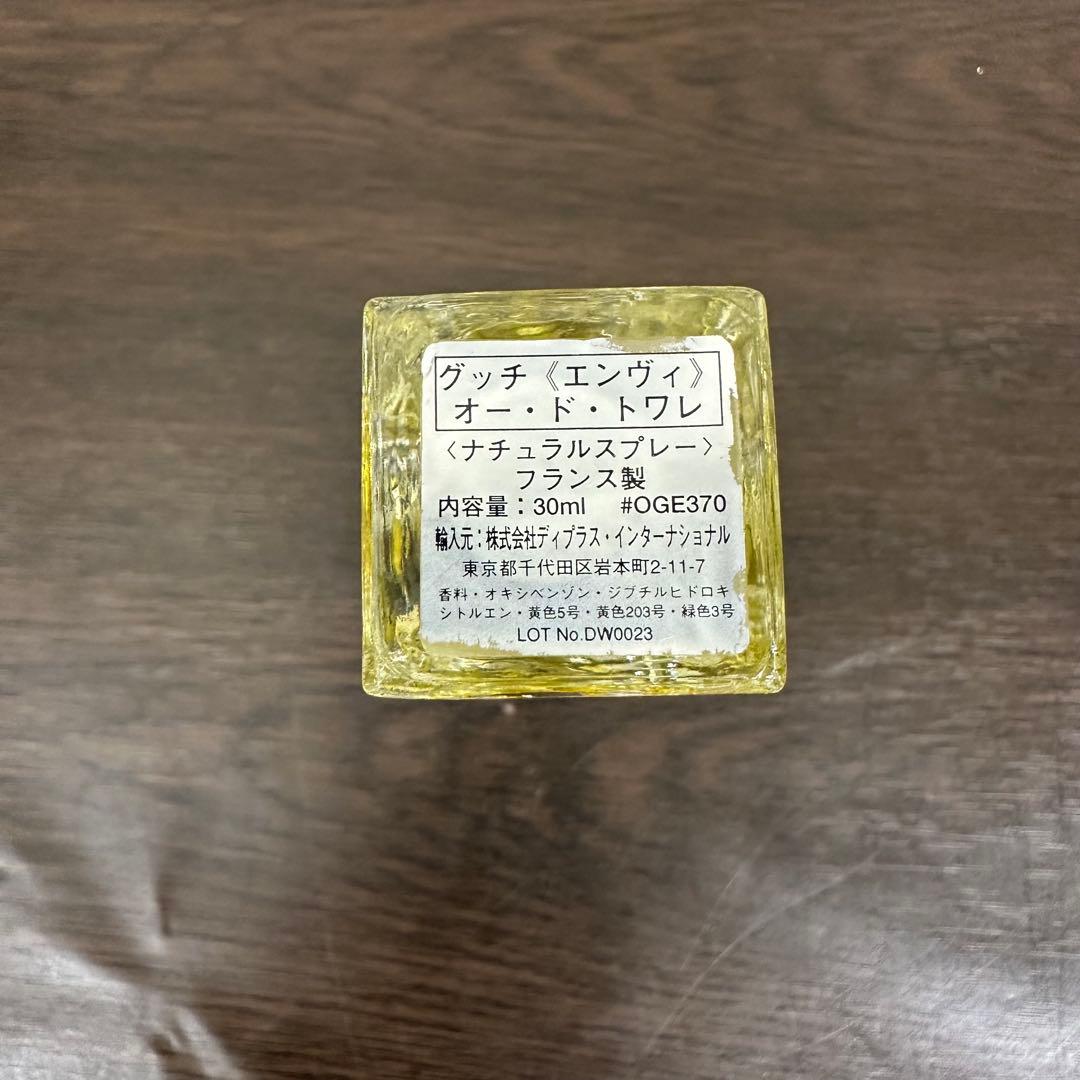 グッチ《エンヴィ》
オー・ド・トワレ
〈ナチュラルスプレー〉
フランス製
内容量：30ml #OGE370
輸入元：株式会社ディプラス・インターナショナル
東京都千代田区岩本町2-11-7
香料・オキシベンゾン・ジブチルヒドロキ
シトルエン・黄色5号・黄色203号・緑色3号
LOT No.DW0023